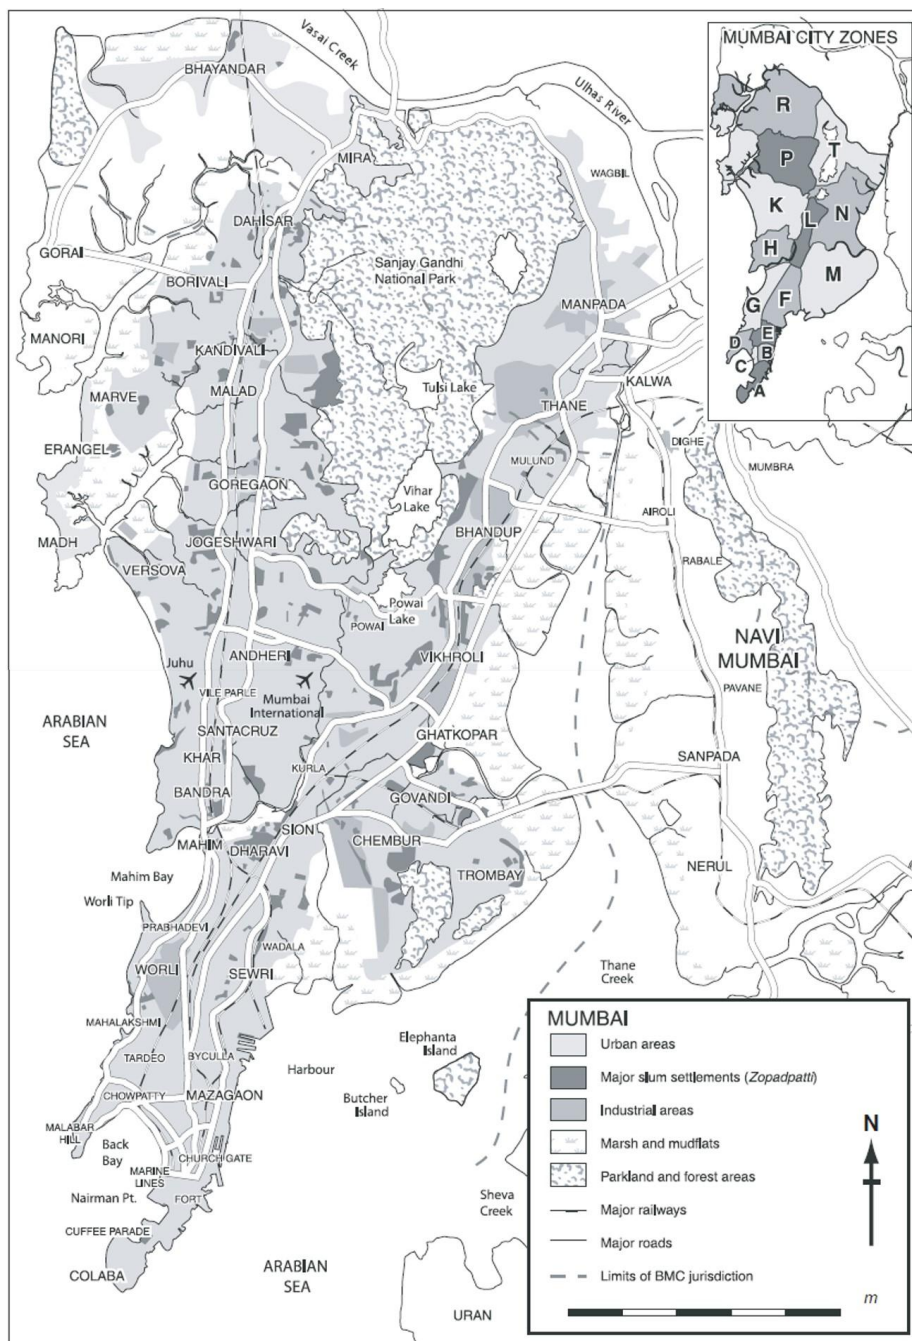 Vasai Creek
BHAYANDAR
Ulhas River
MIRA
WAGBIL
DAHISAR
GORAI
Sanjay Gandhi
National Park
BORIVALI
MANPADA
MANORI
KANDIVALI
MALAD
Tulsi Lake
KALWA
MARVE
THANE
ERANGEL
DIGHE
MULUND
MUMBRA
GOREGAON
Vihar
Lake
AIROLI
BHANDUP
MADH
JOGESHWARI
RABALE
VERSOVA
Powai
Lake
POWAI
NAVI
MUMBAI
ANDHERI
VIKHROLI
Juhu
PAVANE
VILE PARLE
Mumbai
International
ARABIAN
SEA
SANTACRUZ
GHATKOPAR
KHAR
SANPADA
KURLA
BANDRA
GOVANDI
SION
MAHIM
DHARAVI
CHEMBUR
NERUL
Mahim Bay
TROMBAY
Worli Tip
PRABHADEVI
WADALA
WORLI
SEWRI
Thane
Creek
MAHALAKSHMI
Elephanta
Island
TARDEO
BYCULLA
Harbour
CHOWPATTY
MAZAGAON
Butcher
Island
MALABAR
HILL
Back
Bay
CHURCH GATE
MARINE
LINES
Nairman Pt.
FORT
Sheva
Creek
CUFFEE PARADE
COLABA
ARABIAN
SEA
URAN
MUMBAI CITY ZONES
R
T
P
K
L
N
H
M
G
F
D
E
B
C
A
MUMBAI
Urban areas
Major slum settlements (Zopadpatti)
Industrial areas
Marsh and mudflats
Parkland and forest areas
Major railways
Major roads
Limits of BMC jurisdiction
N
m